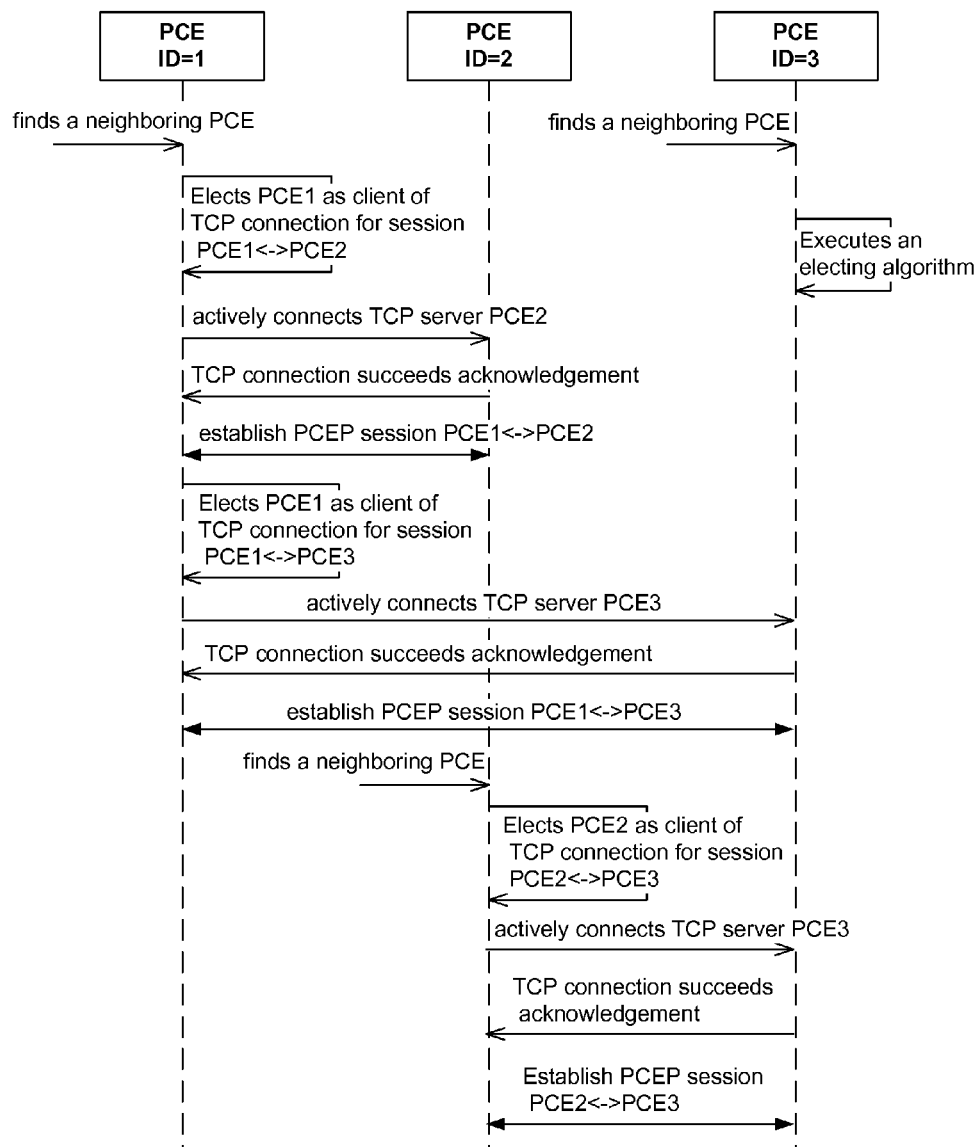 PCE
ID=1
PCE
ID=2
PCE
ID=3
finds a neighboring PCE
finds a neighboring PCE
Elects PCE1 as client of
TCP connection for session
PCE1<->PCE2
Executes an
electing algorithm
actively connects TCP server PCE2
TCP connection succeeds acknowledgement
establish PCEP session PCE1<->PCE2
Elects PCE1 as client of
TCP connection for session
PCE1<->PCE3
actively connects TCP server PCE3
TCP connection succeeds acknowledgement
establish PCEP session PCE1<->PCE3
finds a neighboring PCE
Elects PCE2 as client of
TCP connection for session
PCE2<->PCE3
actively connects TCP server PCE3
TCP connection succeeds
acknowledgement
Establish PCEP session
PCE2<->PCE3